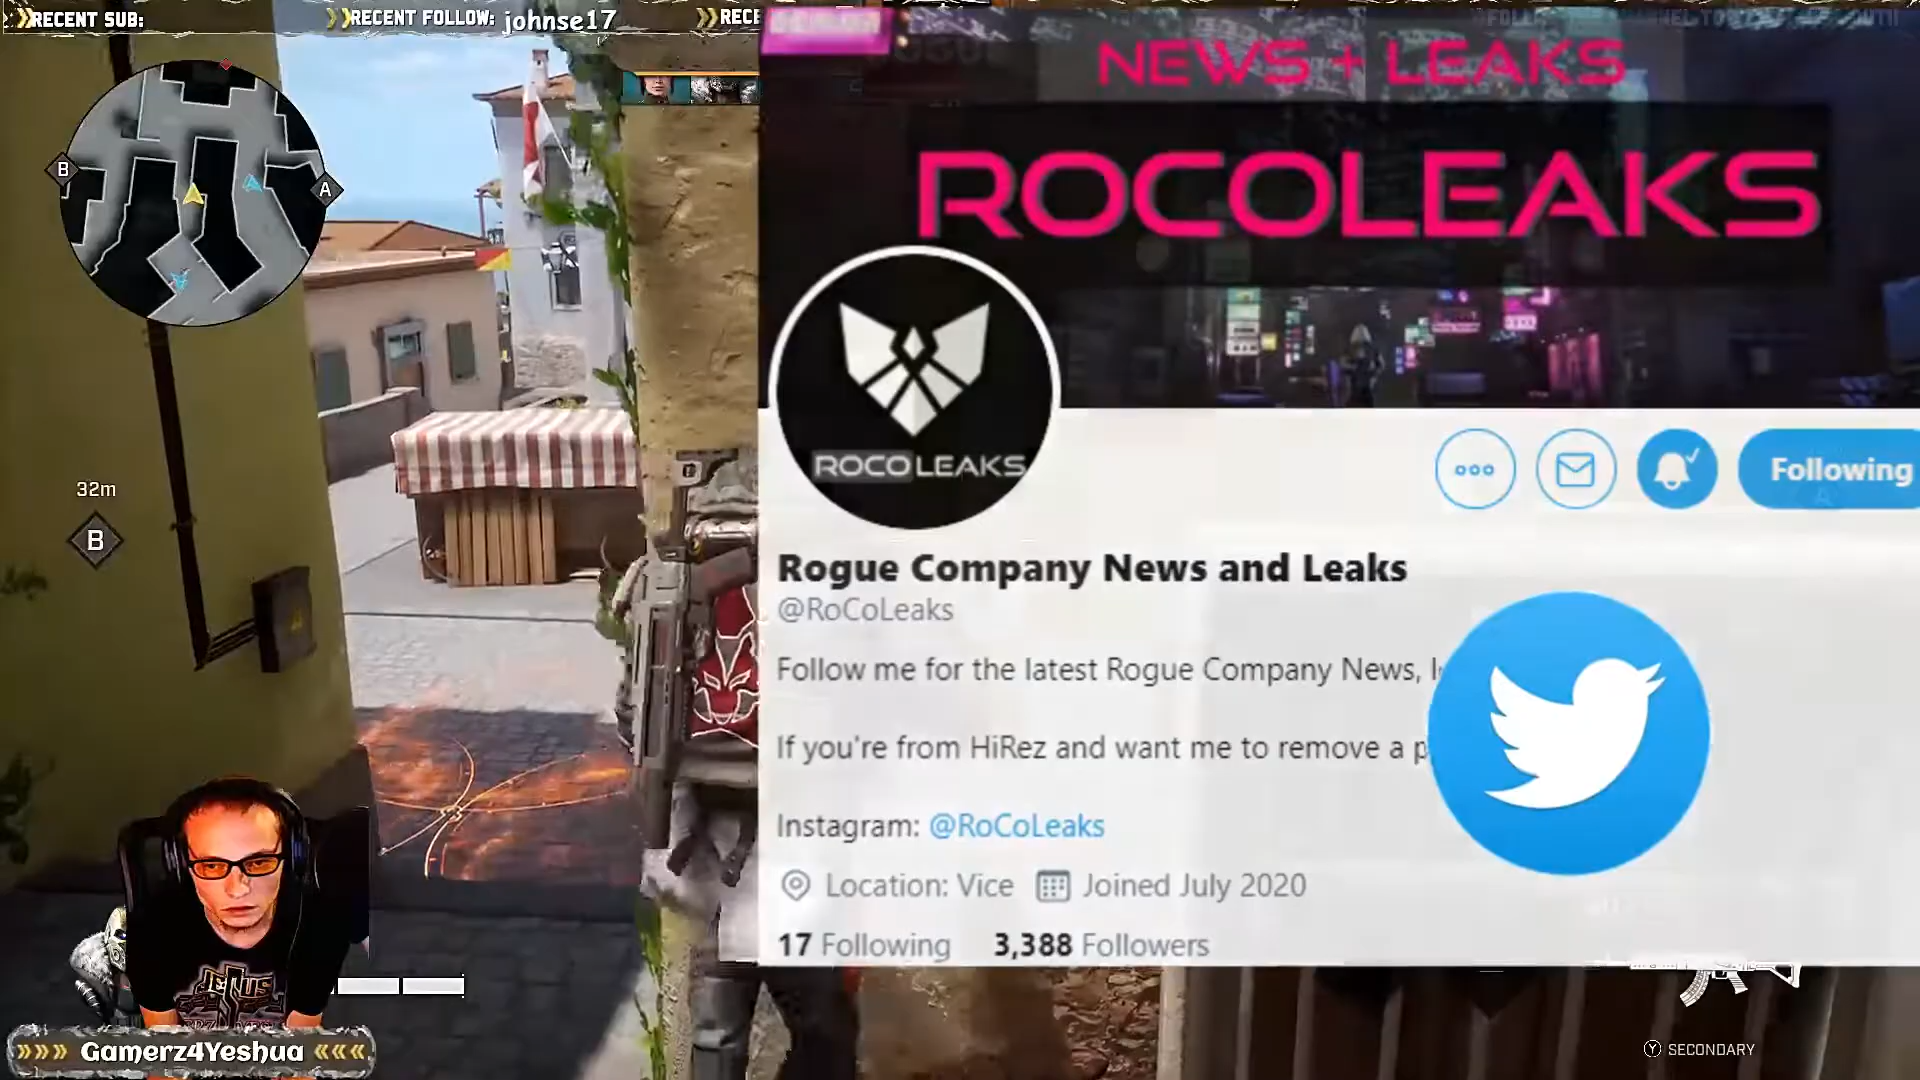 RECENT SUB:
RECENT FOLLOW: johnse17
RECE
NEWS + LEAKS
ROCOLEAKS
B
A
ROCOLEAKS
Following
32m
B
Rogue Company News and Leaks
@RoCoLeaks
Follow me for the latest Rogue Company News,
If you're from HiRez and want me to remove a p
Instagram: @RoCoLeaks
Location: Vice Joined July 2020
17 Following 3,388 Followers
Gamerz4Yeshua
Y SECONDARY